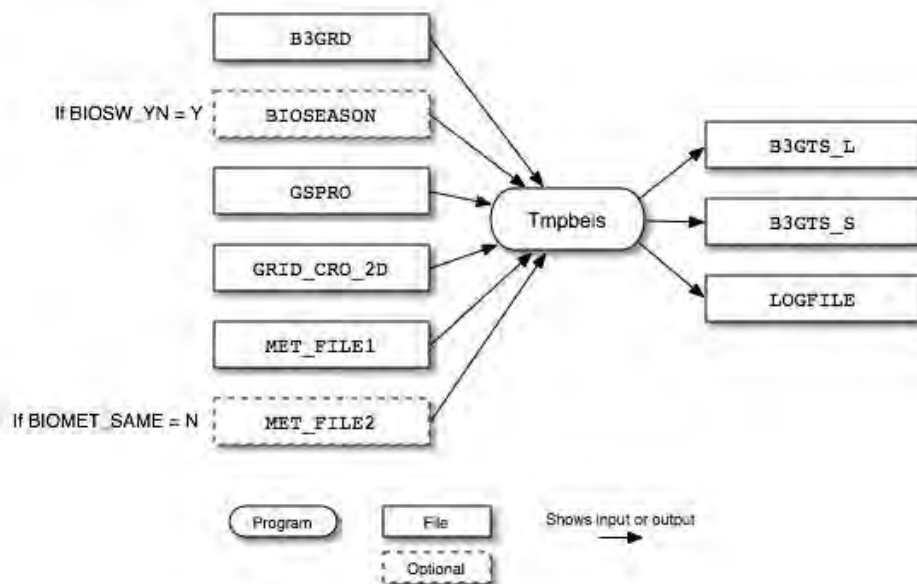 B3GRD
If BIOSW_YN = Y
BIOSEASON
GSPRO
GRID_CRO_2D
MET_FILE1
If BIOMET_SAME = N
MET_FILE2
Tmpbeis
B3GTS_L
B3GTS_S
LOGFILE
Program
File
Shows input or output
Optional